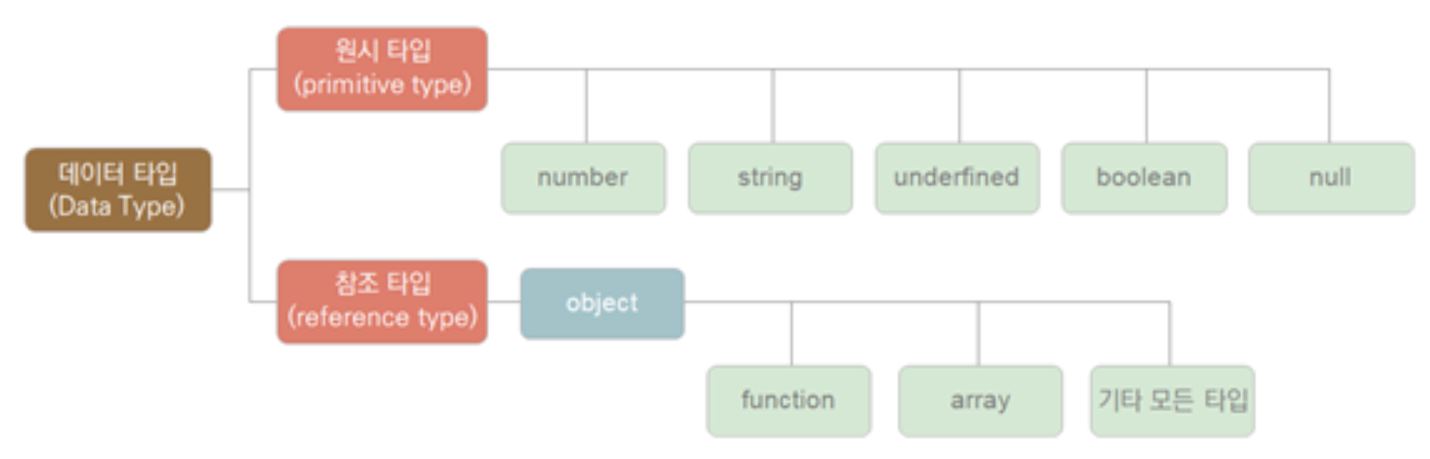 원시 타입
(primitive type)
데이터 타입
(Data Type)
number
string
underfined
boolean
null
참조 타입
(reference type)
object
function
array
기타 모든 타입